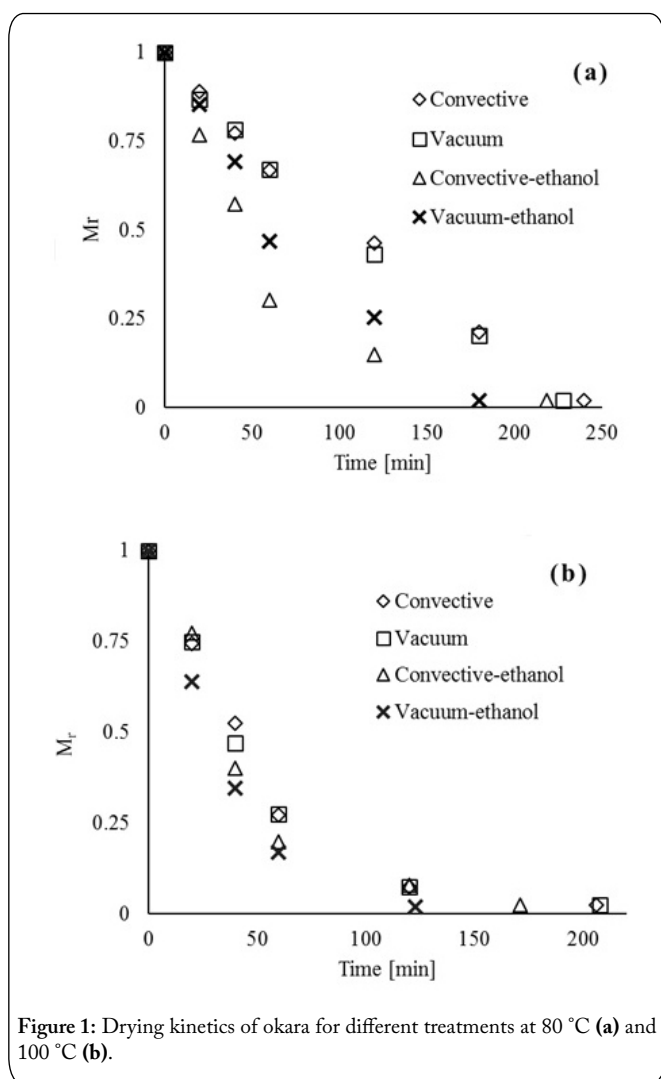 (a)
Convective
Vacuum
Convective-ethanol
Vacuum-ethanol
Mr
1
0.75
0.5
0.25
0
0 50 100 150 200 250
Time [min]
(b)
Convective
Vacuum
Convective-ethanol
Vacuum-ethanol
Mr
1
0.75
0.5
0.25
0
0 50 100 150 200
Time [min]
Figure 1: Drying kinetics of okara for different treatments at 80 °C (a) and
100 °C (b).